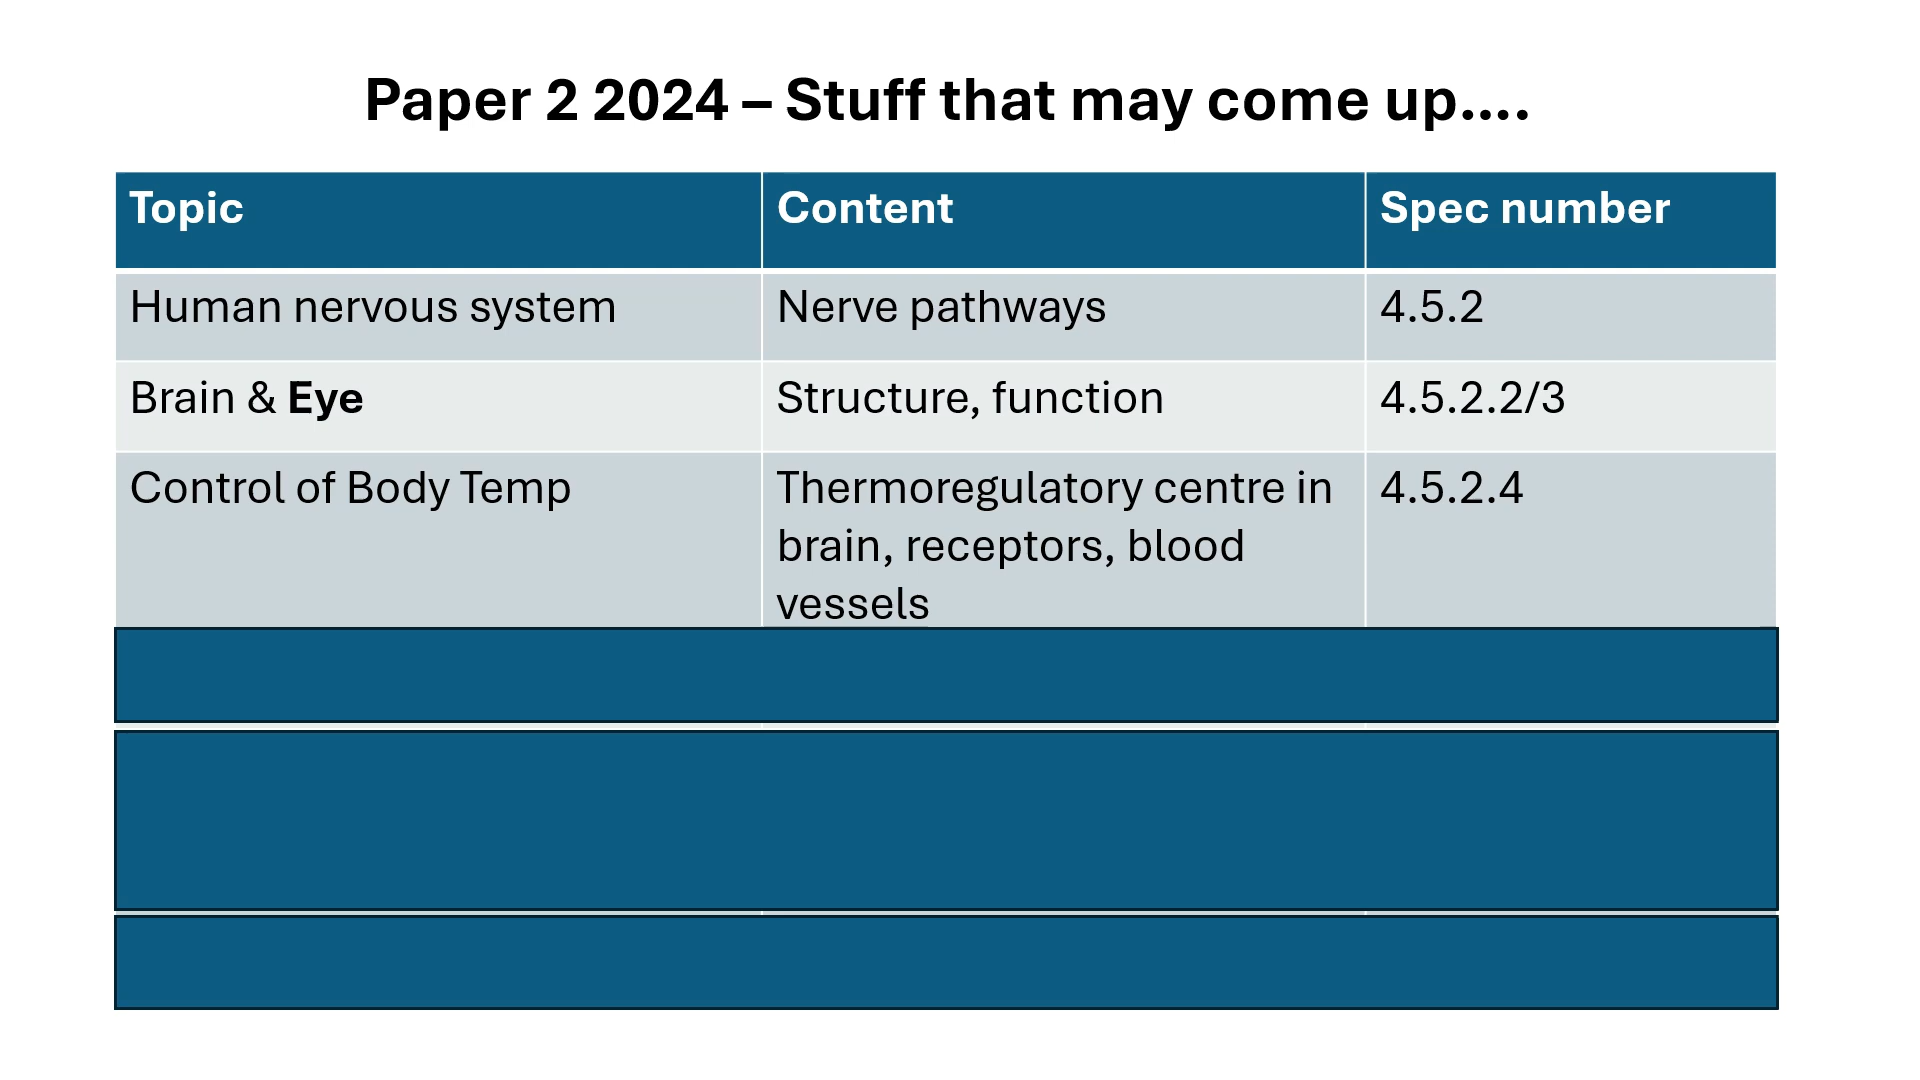 Paper 2 2024 – Stuff that may come up....
Topic Content Spec number
Human nervous system Nerve pathways 4.5.2
Brain & Eye Structure, function 4.5.2.2/3
Control of Body Temp Thermoregulatory centre in 4.5.2.4
brain, receptors, blood
vessels